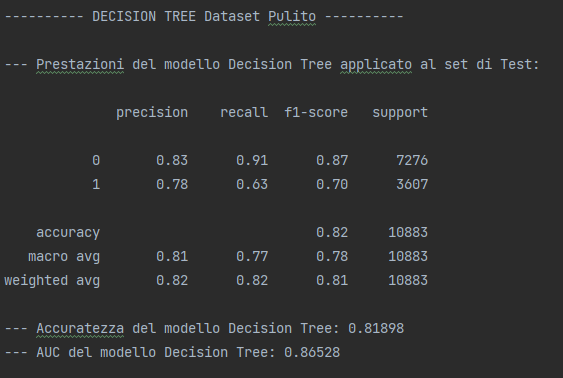 ---------- DECISION TREE Dataset Pulito ----------
--- Prestazioni del modello Decision Tree applicato al set di Test:
precision recall f1-score support
0 0.83 0.91 0.87 7276
1 0.78 0.63 0.70 3607
accuracy 0.82 10883
macro avg 0.81 0.77 0.78 10883
weighted avg 0.82 0.82 0.81 10883
--- Accuratezza del modello Decision Tree: 0.81898
--- AUC del modello Decision Tree: 0.86528